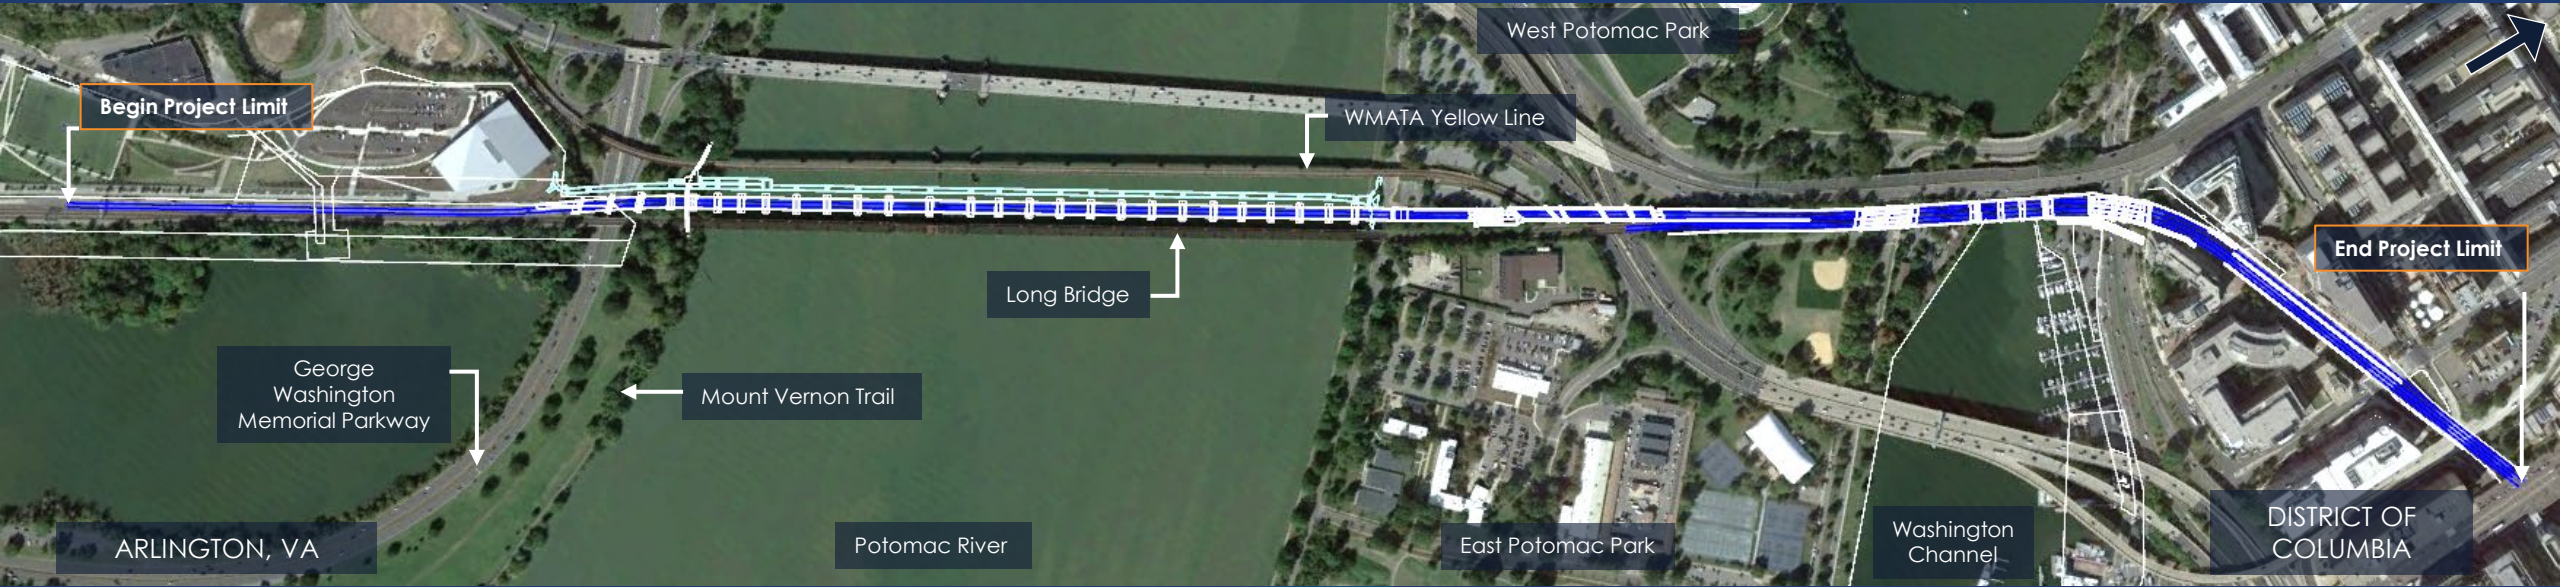 West Potomac Park
Begin Project Limit
WMATA Yellow Line
End Project Limit
Long Bridge
George
Washington
Memorial Parkway
Mount Vernon Trail
ARLINGTON, VA
Potomac River
East Potomac Park
Washington
Channel
DISTRICT OF
COLUMBIA